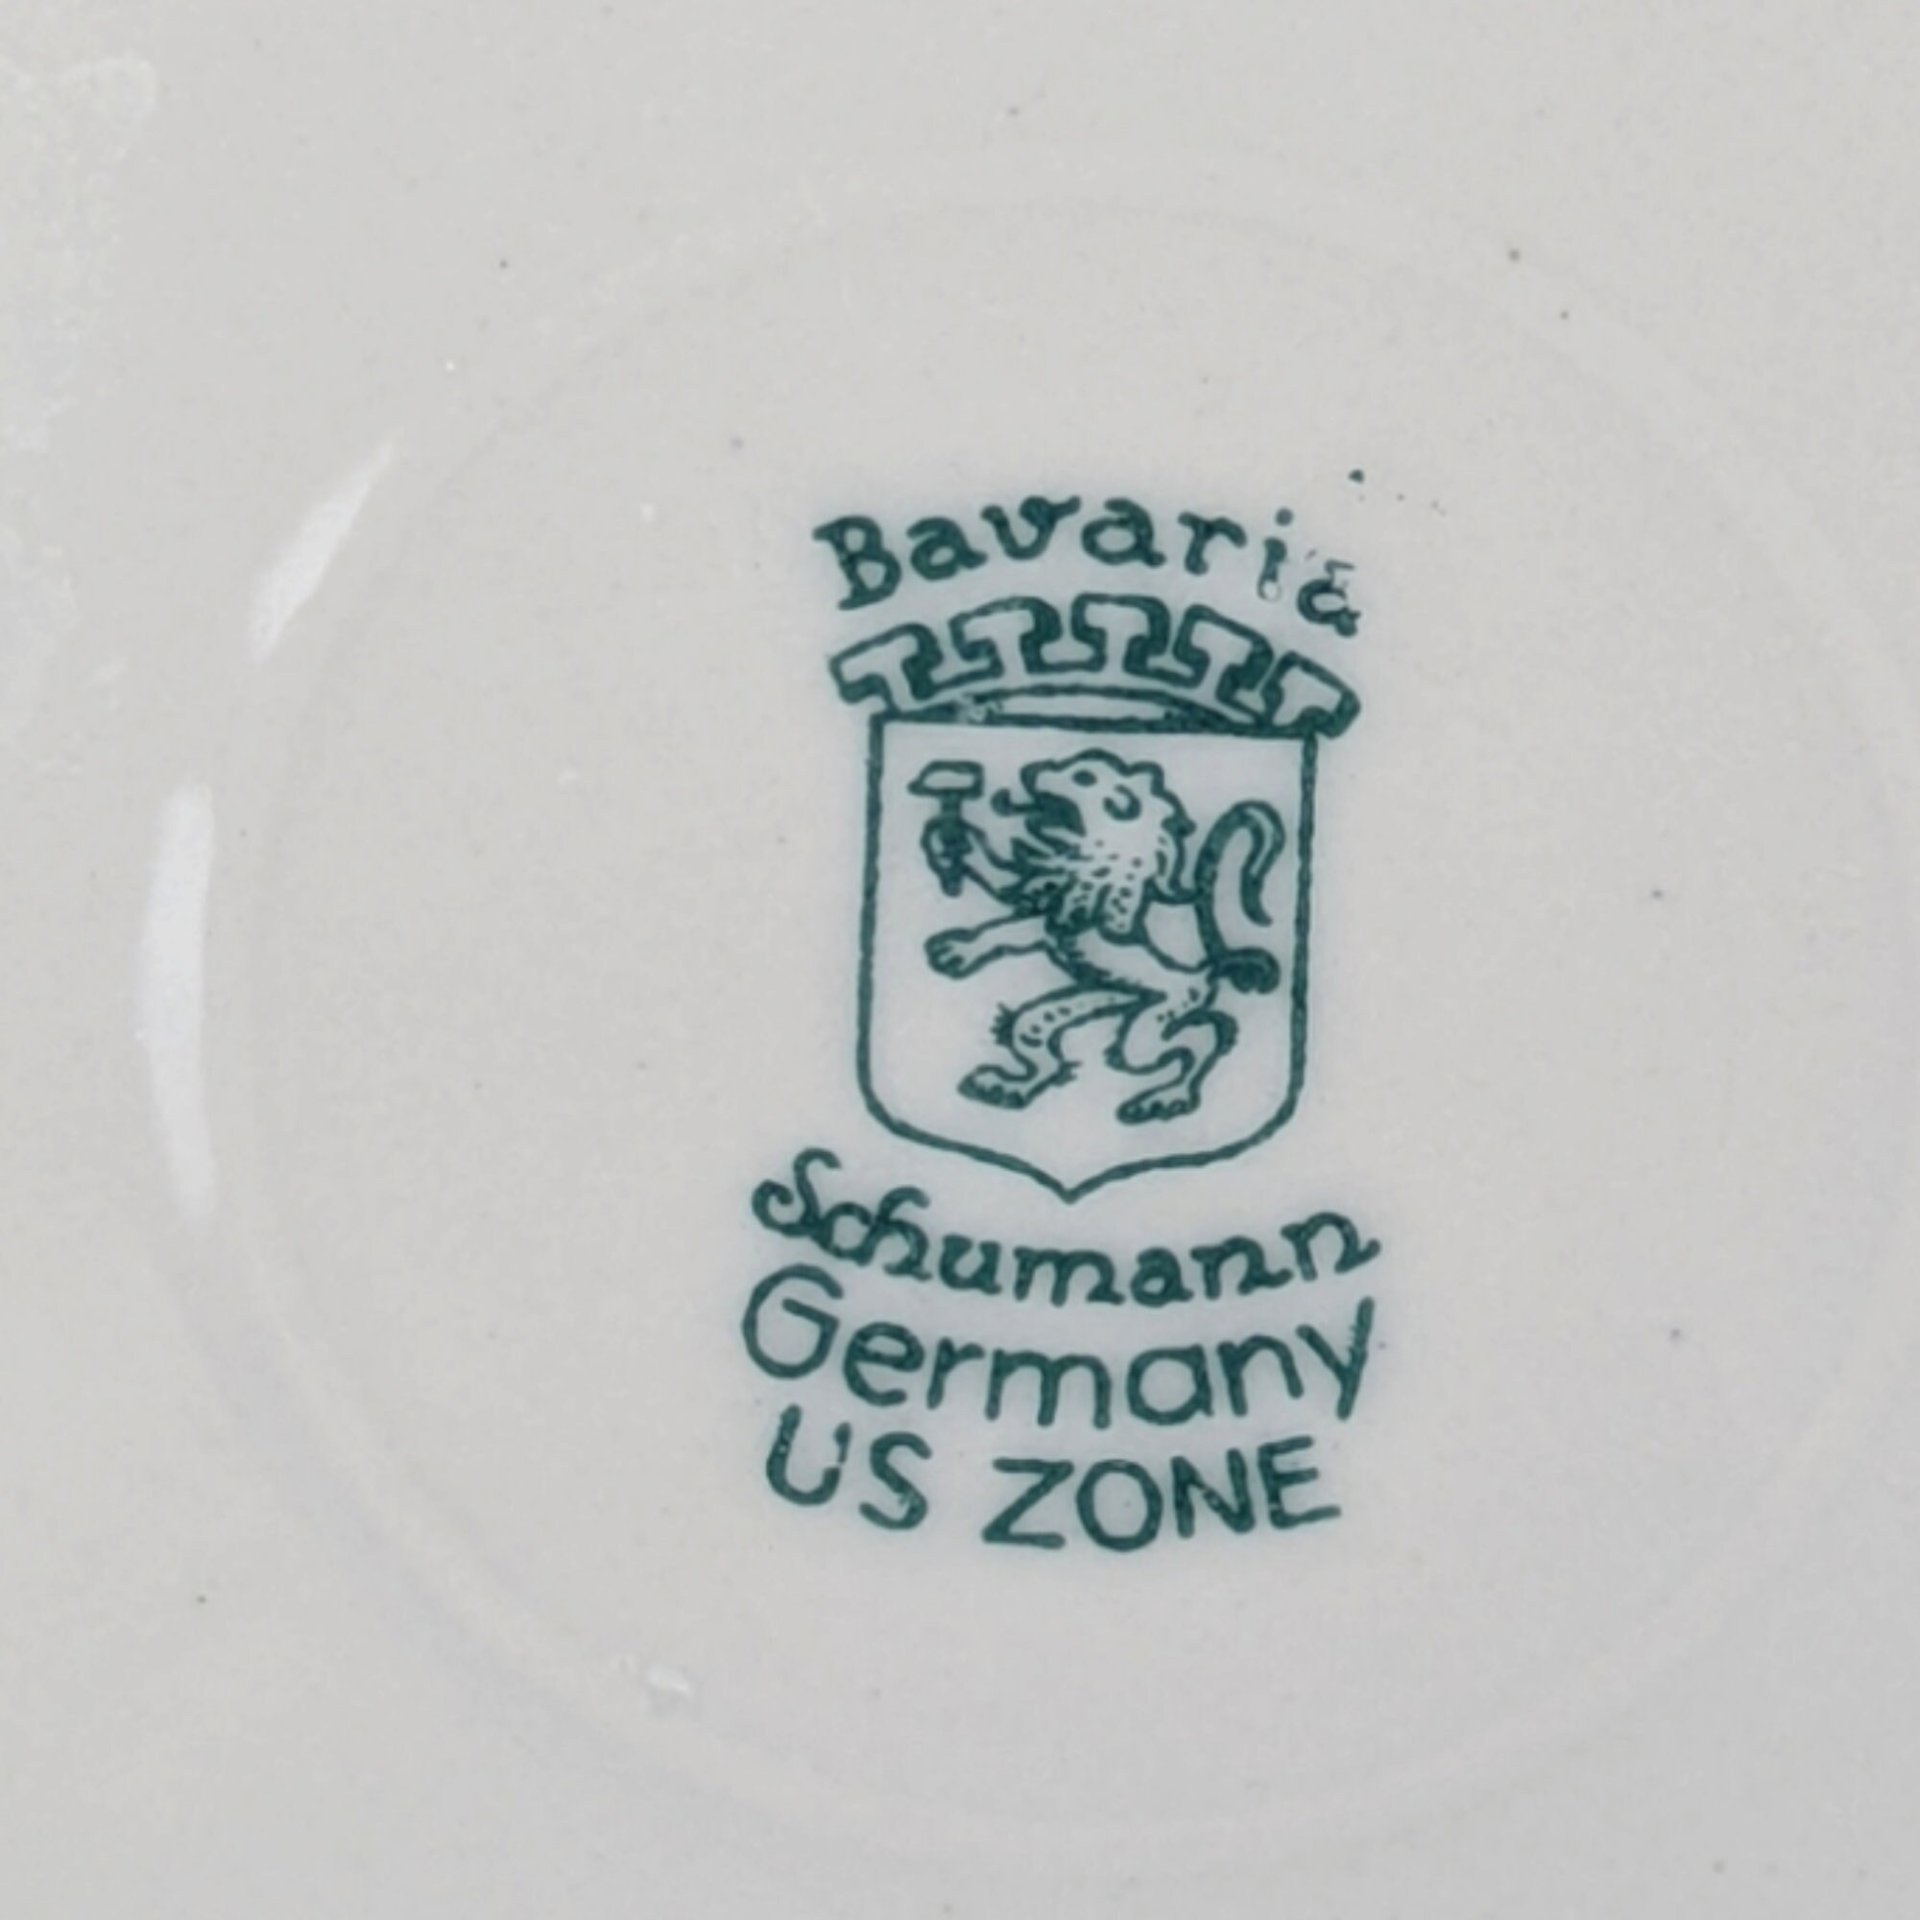 Bavaria
Schumann
Germany
US ZONE